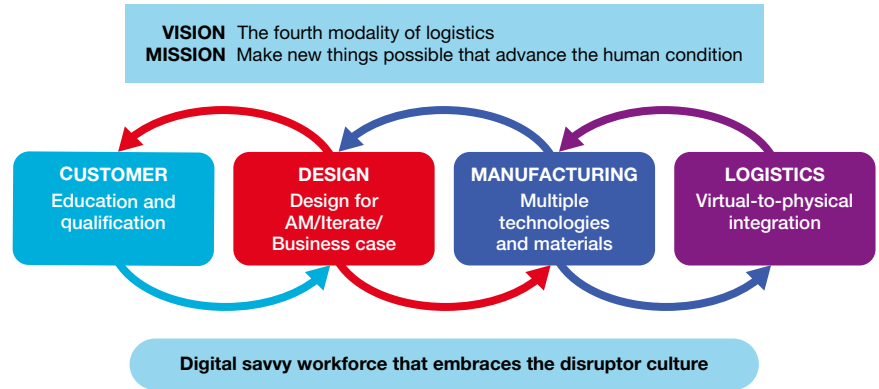 VISION The fourth modality of logistics
MISSION Make new things possible that advance the human condition
CUSTOMER
Education and
qualification
DESIGN
Design for
AM/Iterate/
Business case
MANUFACTURING
Multiple
technologies
and materials
LOGISTICS
Virtual-to-physical
integration
Digital savvy workforce that embraces the disruptor culture